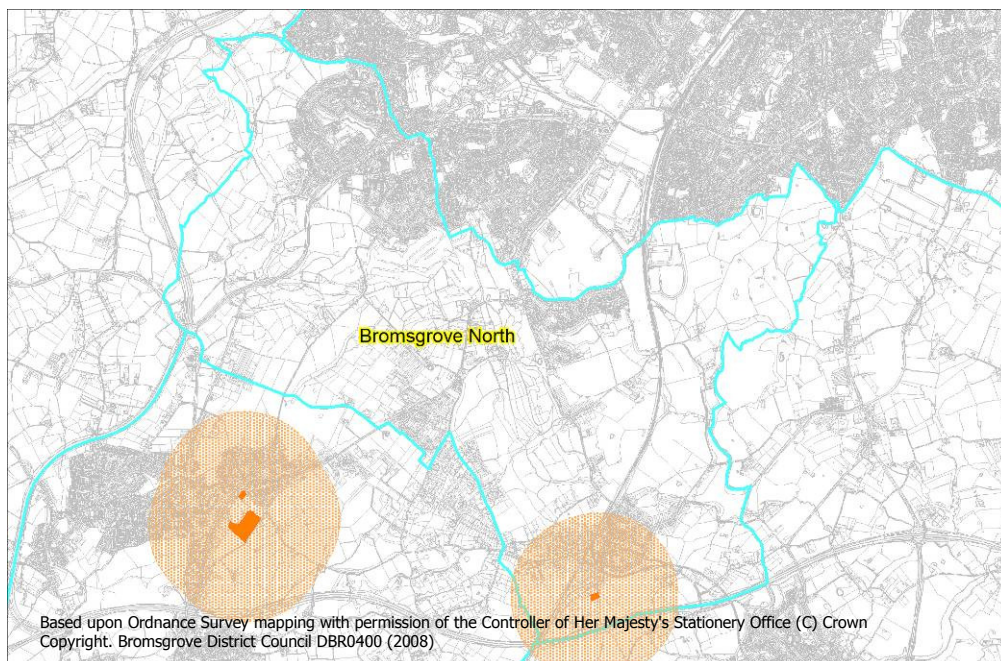 Bromsgrove North
Based upon Ordnance Survey mapping with permission of the Controller of Her Majesty's Stationery Office (C) Crown
Copyright. Bromsgrove District Council DBR0400 (2008)